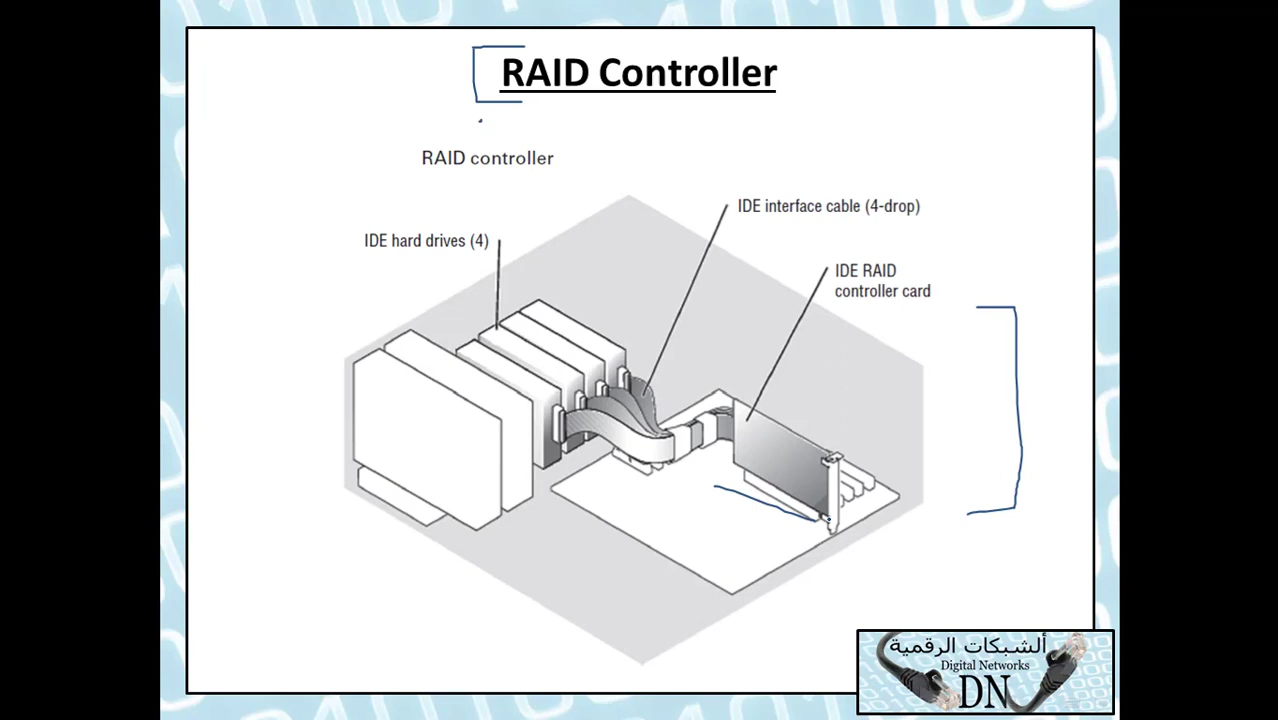 RAID Controller
RAID controller
IDE interface cable (4-drop)
IDE hard drives (4)
IDE RAID
controller card
ألشبكات الرقمية
Digital Networks
DN